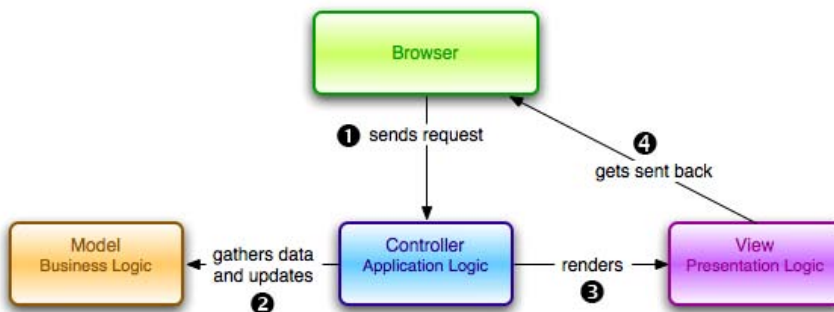 Browser
❶ sends request
❹
gets sent back
Model
Business Logic
gathers data
and updates
❷
Controller
Application Logic
renders
❸
View
Presentation Logic